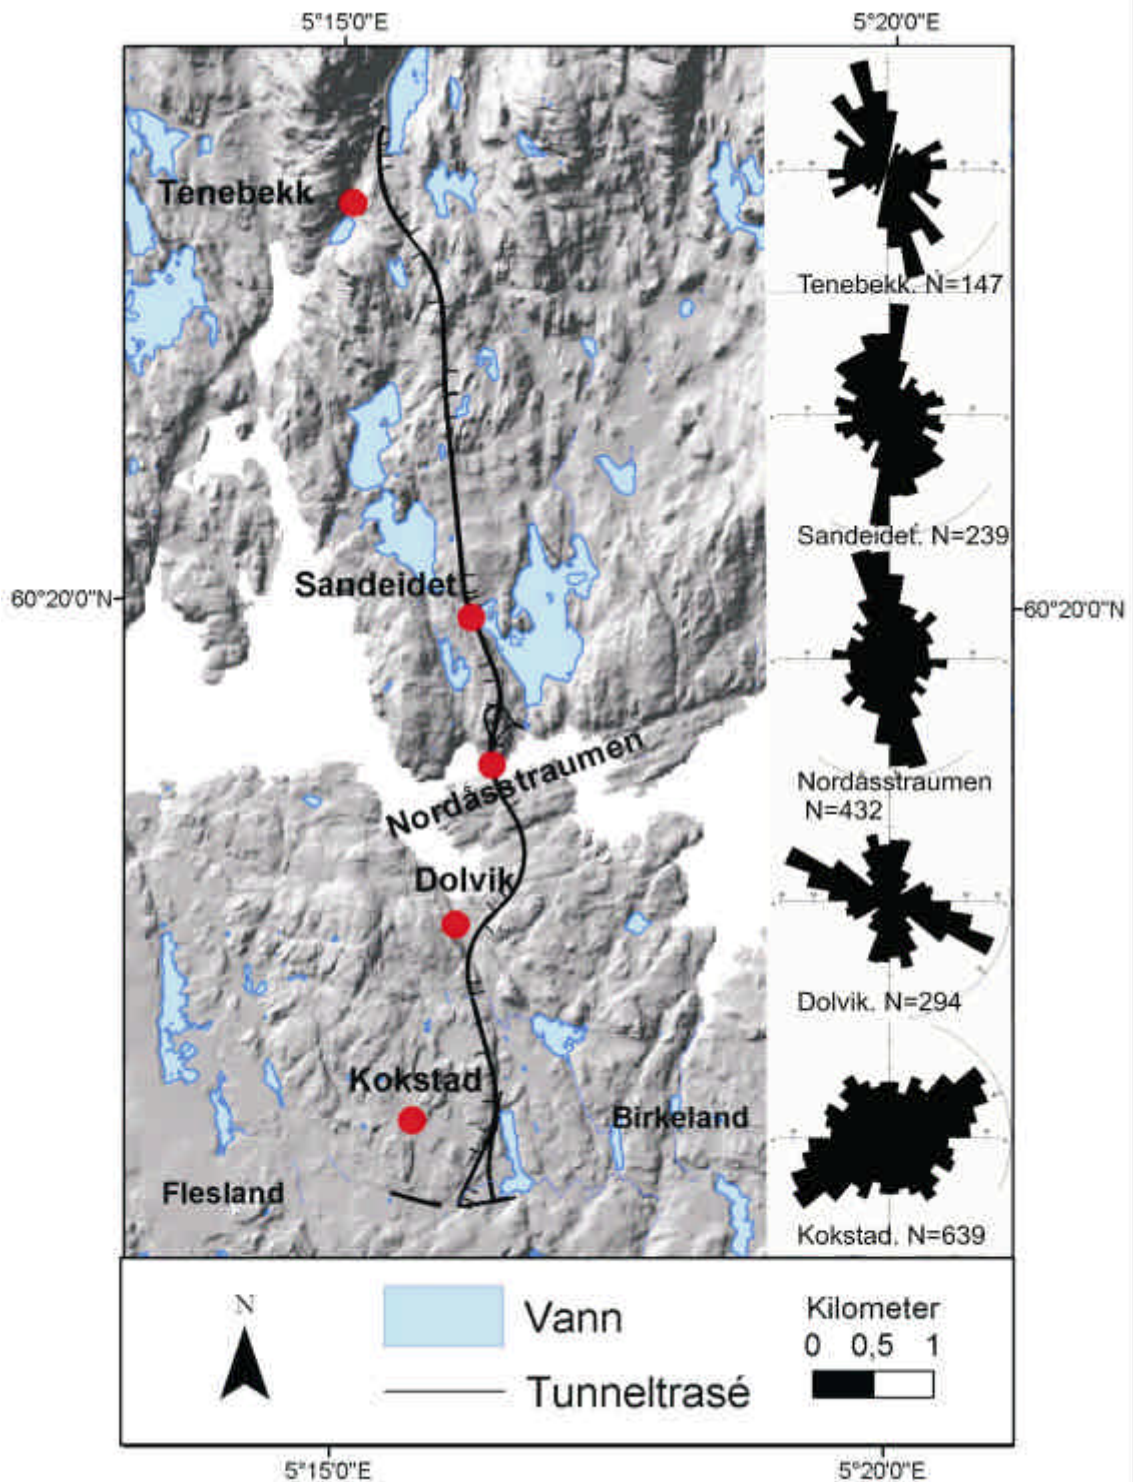 5°15'0"E
5°20'0"E
Tenebekk
Tenebekk. N=147
Sandeidet. N=239
Sandeidet
60°20'0"N
60°20'0"N
Nordåsstraumen
Nordåsstraumen
N=432
Dolvik
Dolvik. N=294
Kokstad
Birkeland
Flesland
Kokstad. N=639
N
Vann
Tunneltrasé
Kilometer
0 0,5 1
5°15'0"E
5°20'0"E